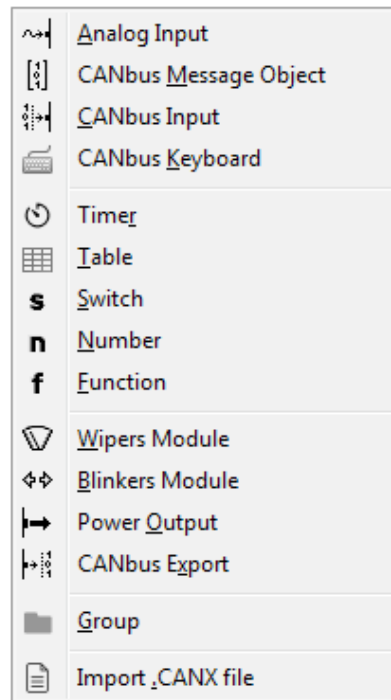 Analog Input
CANbus Message Object
CANbus Input
CANbus Keyboard
Timer
Table
s Switch
n Number
f Function
Wipers Module
Blinkers Module
Power Output
CANbus Export
Group
Import .CANX file